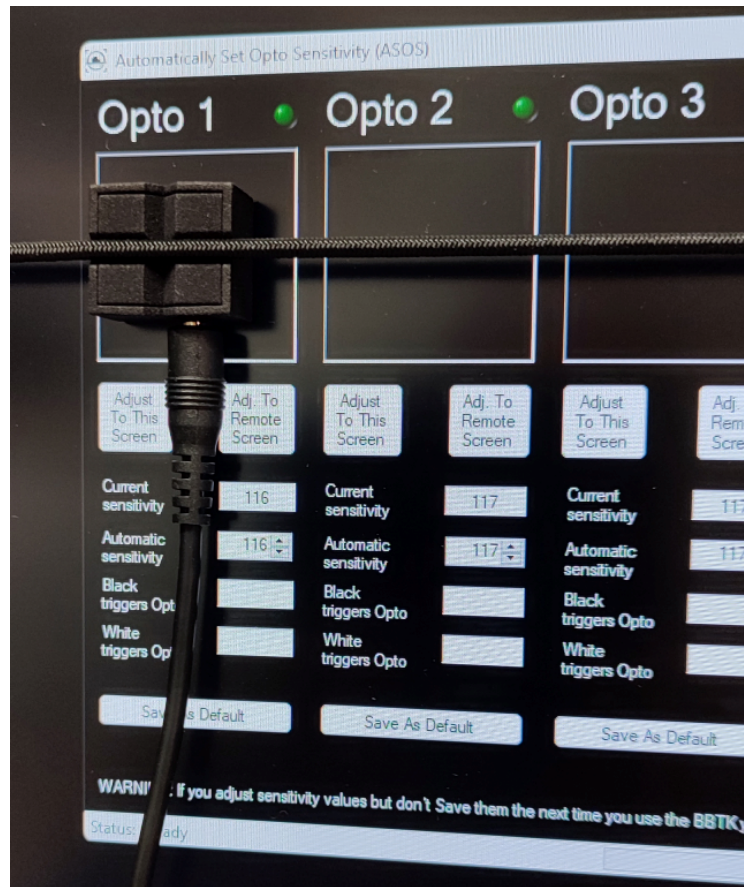 Automatically Set Opto Sensitivity (ASOS)
Opto 1
Opto 2
Opto 3
Adjust
To This
Screen
Adj. To
Remote
Screen
Adjust
To This
Screen
Adj. To
Remote
Screen
Adjust
To This
Screen
Adj.
Current
sensitivity
116
Current
sensitivity
117
Current
sensitivity
Automatic
sensitivity
116
Automatic
sensitivity
117
Automatic
sensitivity
Black
triggers
Black
triggers Opto
Black
triggers Opto
White
triggers
White
triggers Opto
White
triggers Opto
Default
Save As Default
Save As Default
If you adjust sensitivity values but don't Save them the next time you use the BBTK
Status: